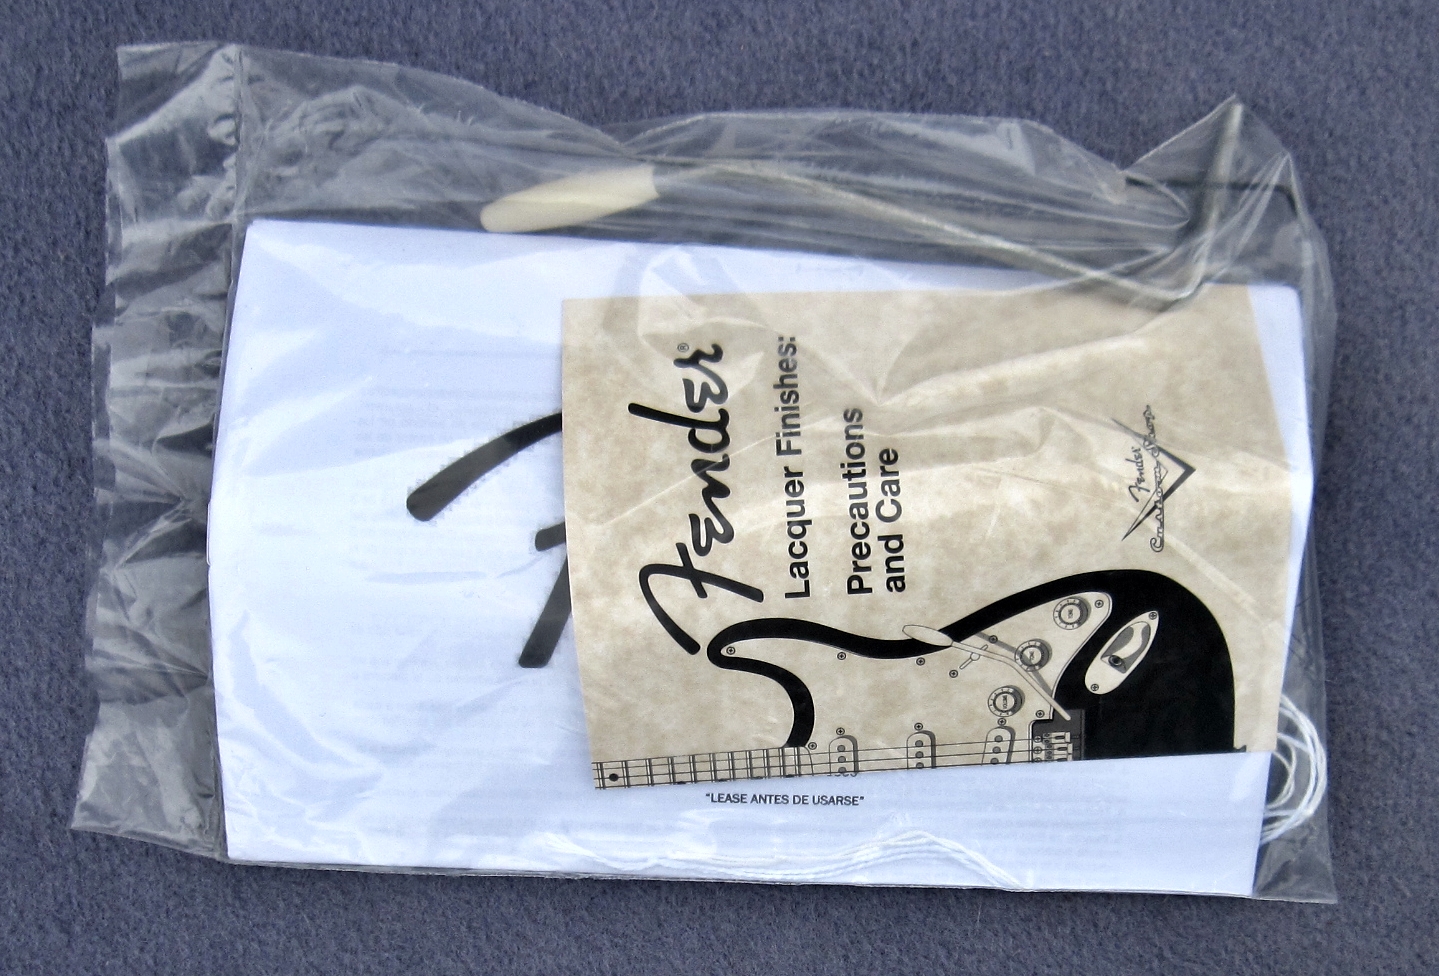 Fender®
Lacquer Finishes:
Precautions
and Care
Fender
Custom Shop
"LEASE ANTES DE USARSE"